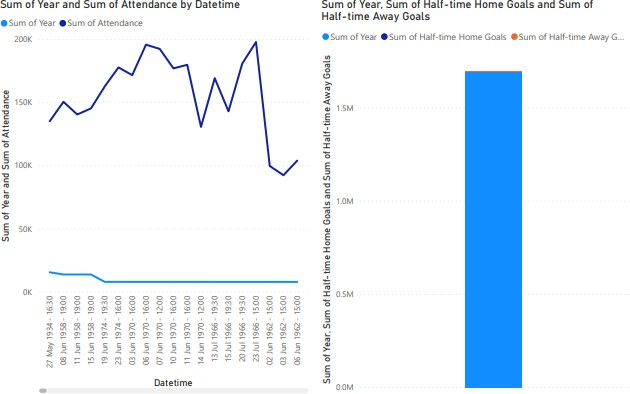 Sum of Year and Sum of Attendance by Datetime
Sum of Year Sum of Attendance
Sum of Year and Sum of Attendance
200K
150K
100K
50K
0K
27 May 1934 - 16:30
08 Jun 1958 - 19:00
11 Jun 1958 - 19:00
15 Jun 1958 - 19:00
19 Jun 1974 - 19:30
23 Jun 1974 - 16:00
03 Jun 1970 - 16:00
06 Jun 1970 - 16:00
07 Jun 1970 - 12:00
10 Jun 1970 - 16:00
11 Jun 1970 - 16:00
14 Jun 1970 - 12:00
13 Jul 1966 - 19:30
15 Jul 1966 - 19:30
20 Jul 1966 - 19:30
23 Jul 1966 - 15:00
02 Jun 1962 - 15:00
03 Jun 1962 - 15:00
06 Jun 1962 - 15:00
Datetime
Sum of Year, Sum of Half-time Home Goals and Sum of
Half-time Away Goals
Sum of Year Sum of Half-time Home Goals Sum of Half-time Away G...
Sum of Year, Sum of Half-time Home Goals and Sum of Half-time Away Goals
1.5M
1.0M
0.5M
0.0M